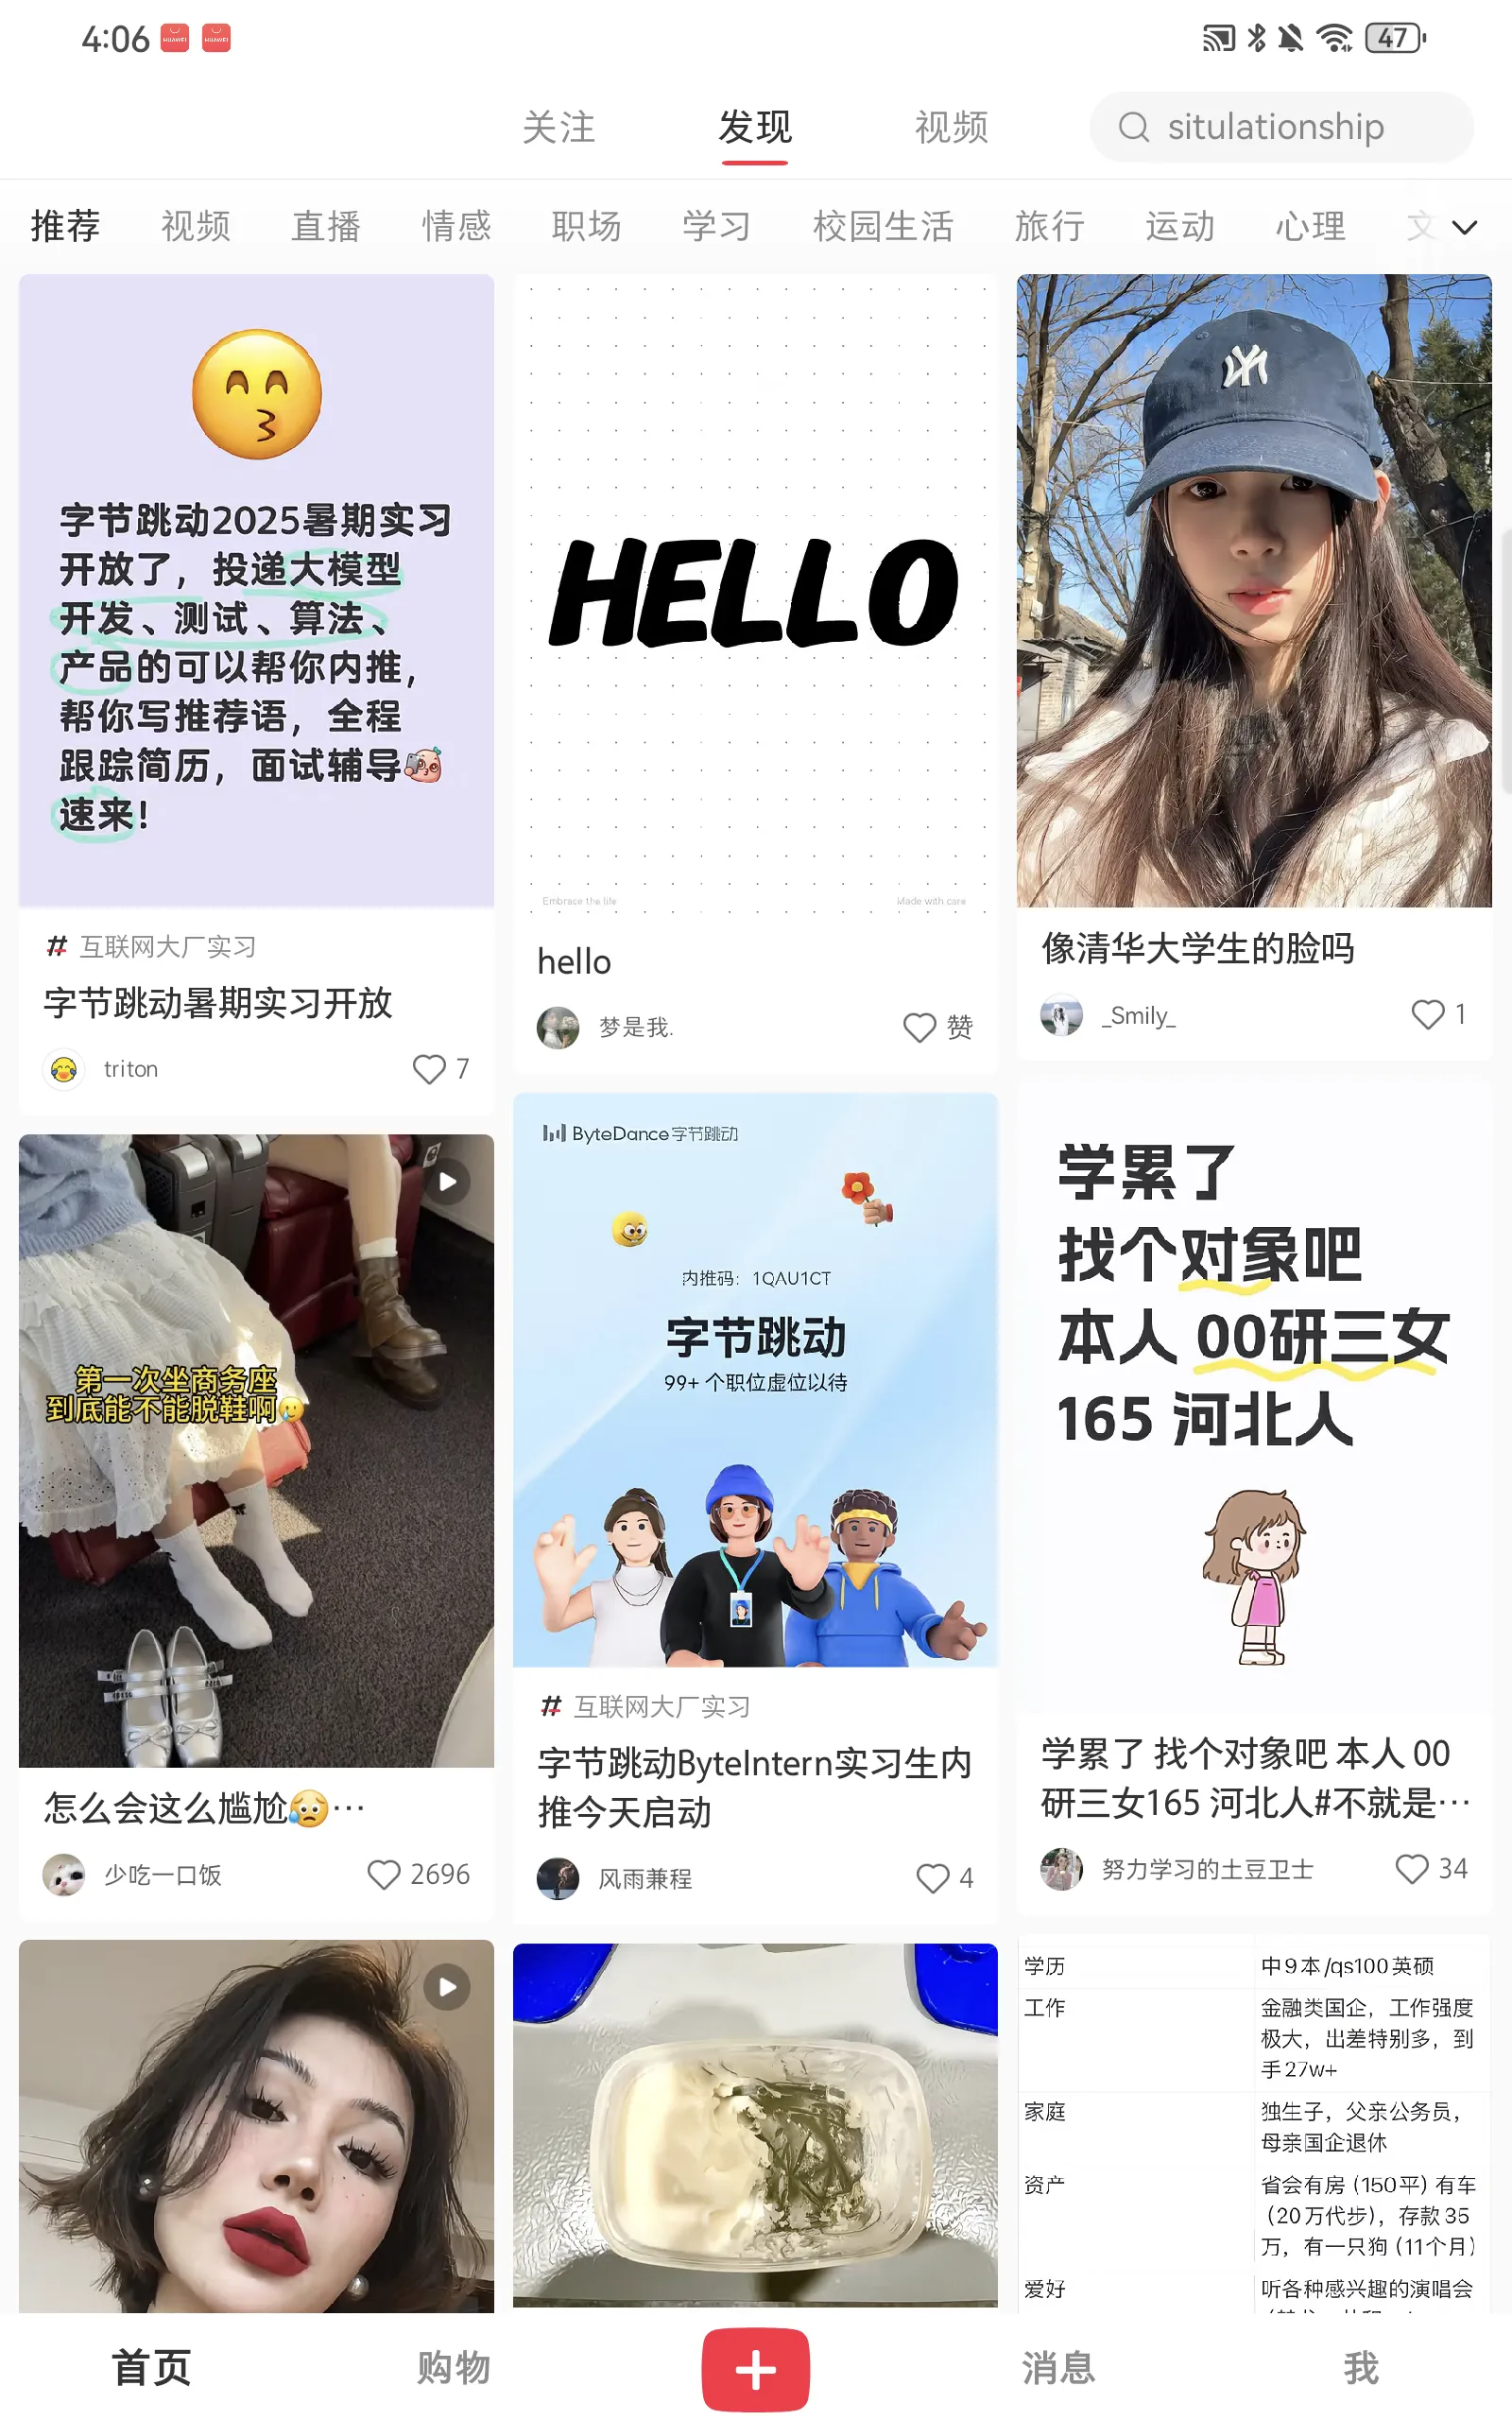 4:06
HUAWEI
HUAWEI
47
关注
发现
视频
situlationship
推荐
视频
直播
情感
职场
学习
校园生活
旅行
运动
心理
文
字节跳动2025暑期实习
开放了，投递大模型
开发、测试、算法、
产品的可以帮你内推，
帮你写推荐语，全程
跟踪简历，面试辅导
速来！
# 互联网大厂实习
字节跳动暑期实习开放
triton
7
HELLO
Embrace the life
Made with care
hello
梦是我.
赞
NY
像清华大学生的脸吗
_Smily_
1
第一次坐商务座
到底能不能脱鞋啊
怎么会这么尴尬😥…
少吃一口饭
2696
ByteDance字节跳动
内推码：1QAU1CT
字节跳动
99+ 个职位虚位以待
# 互联网大厂实习
字节跳动ByteIntern实习生内
推今天启动
风雨兼程
4
学累了
找个对象吧
本人 00研三女
165 河北人
学累了 找个对象吧 本人 00
研三女165 河北人#不就是…
努力学习的土豆卫士
34
学历
中9本/qs100英硕
工作
金融类国企，工作强度
极大，出差特别多，到
手27w+
家庭
独生子，父亲公务员，
母亲国企退休
资产
省会有房（150平）有车
（20万代步），存款35
万，有一只狗（11个月）
爱好
听各种感兴趣的演唱会
首页
购物
消息
我